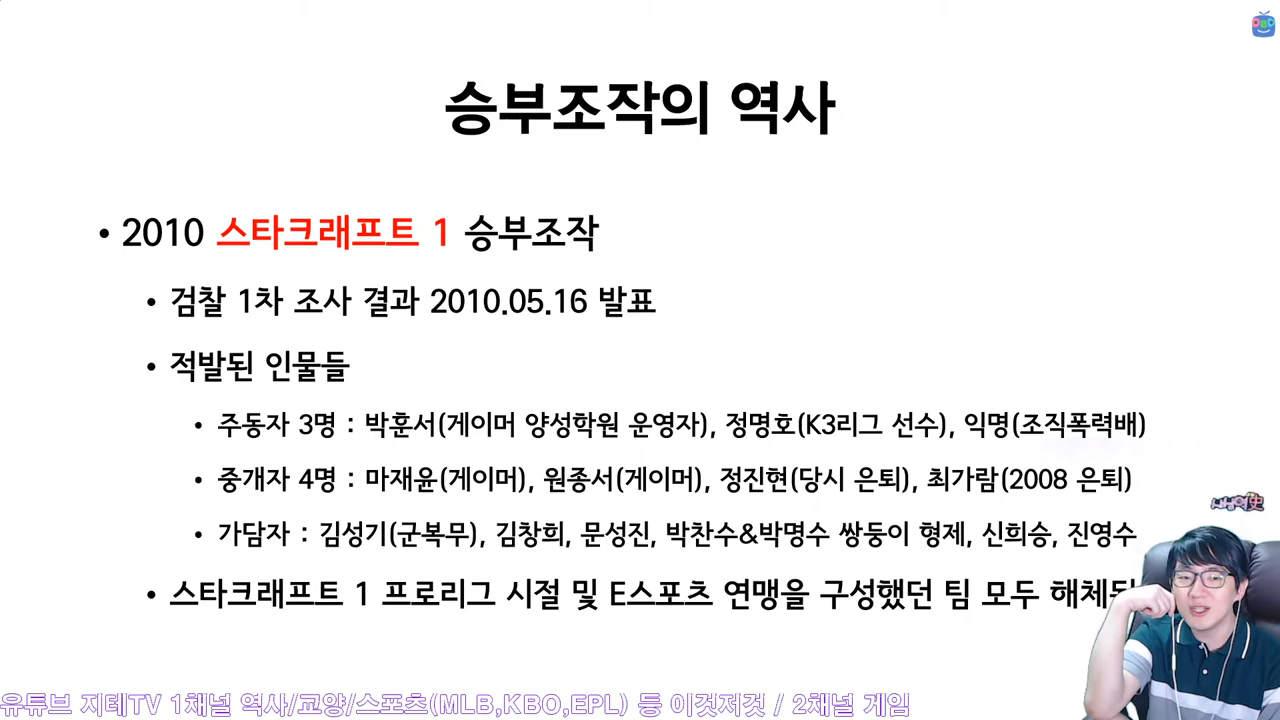 승부조작의 역사
• 2010 스타크래프트 1 승부조작
• 검찰 1차 조사 결과 2010.05.16 발표
• 적발된 인물들
• 주동자 3명 : 박훈서(게이머 양성학원 운영자), 정명호(K3리그 선수), 익명(조직폭력배)
• 중개자 4명 : 마재윤(게이머), 원종서(게이머), 정진현(당시 은퇴), 최가람(2008 은퇴)
• 가담자 : 김성기(군복무), 김창희, 문성진, 박찬수&박명수 쌍둥이 형제, 신희승, 진영수
• 스타크래프트 1 프로리그 시절 및 E스포츠 연맹을 구성했던 팀 모두
유튜브 지테TV 1채널 역사/교양/스포츠(MLB,KBO,EPL) 등 이것저것 / 2채널 게임